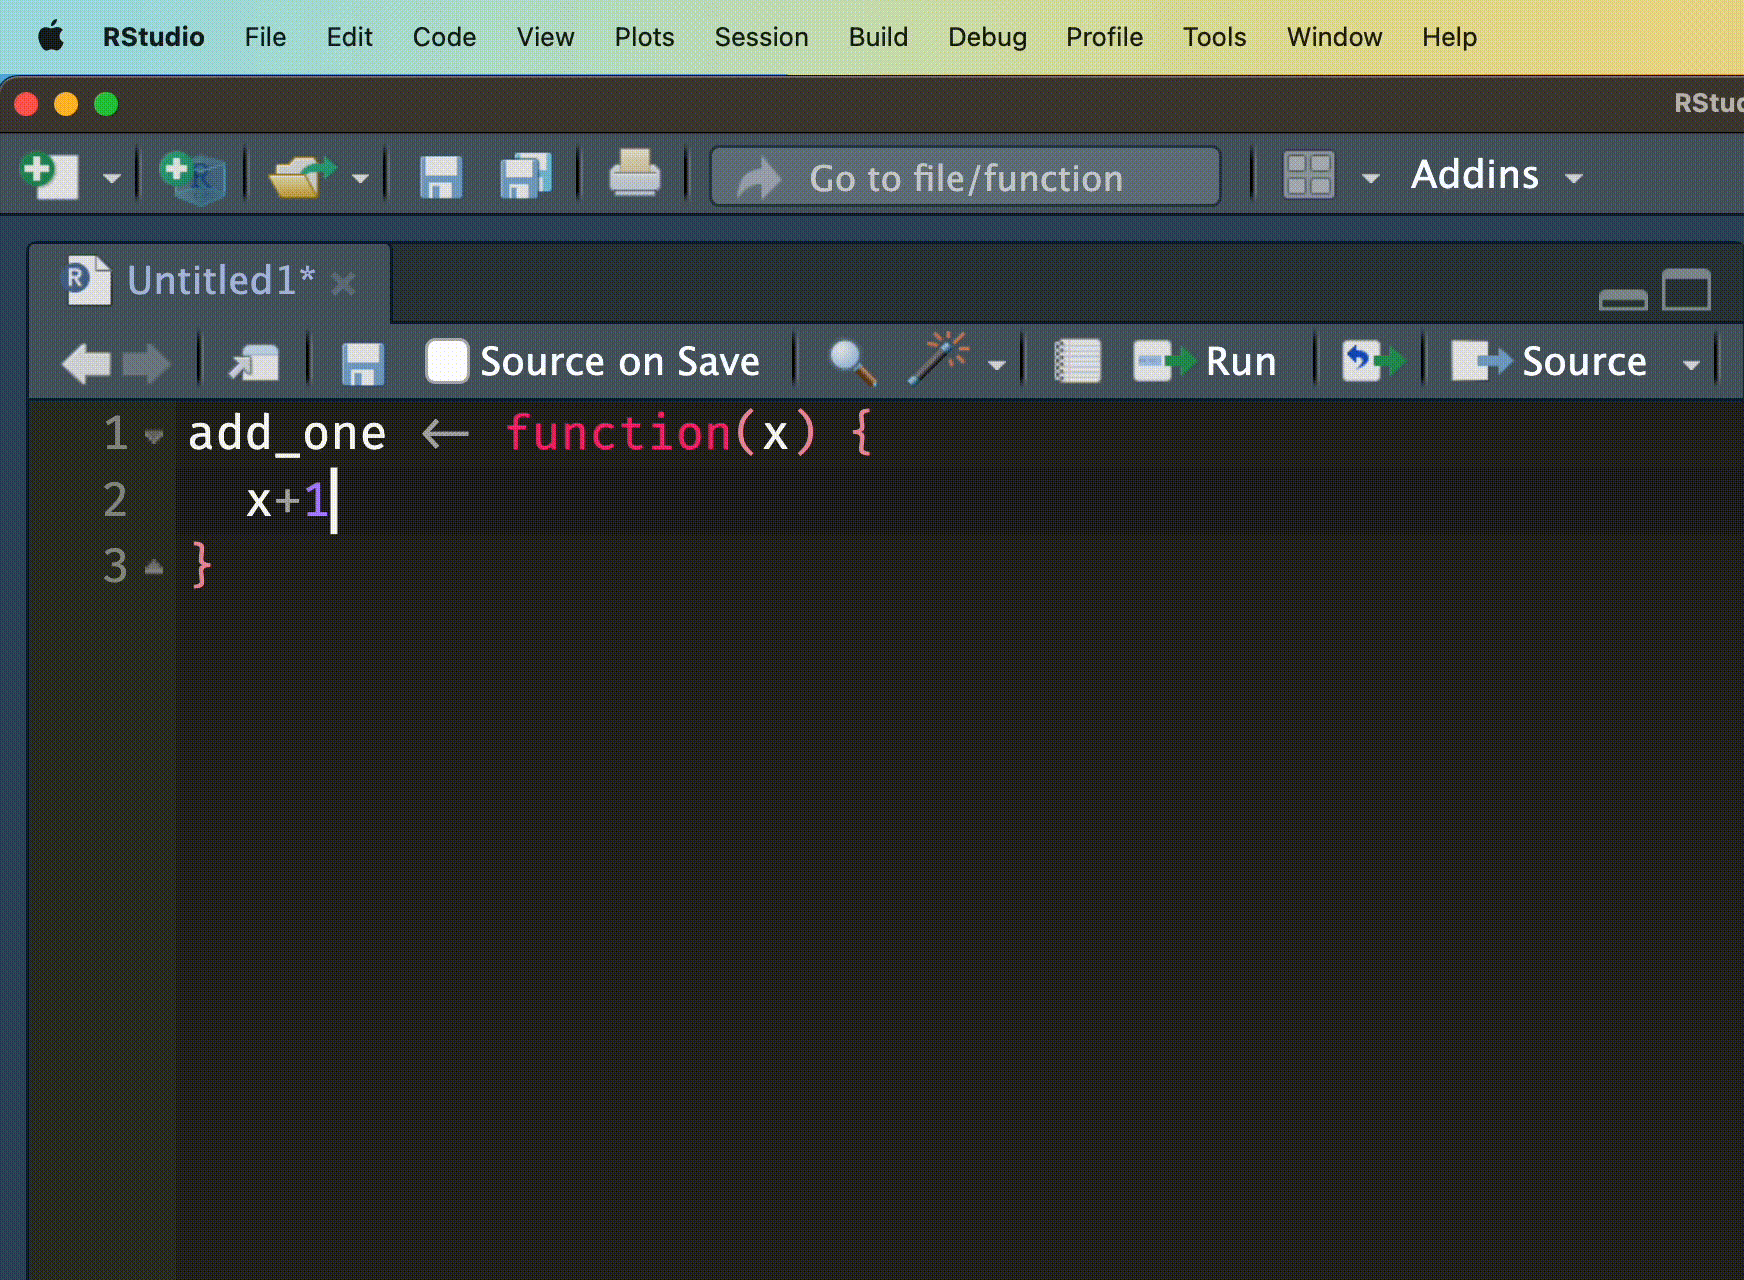 RStudio File Edit Code View Plots Session Build Debug Profile Tools Window Help
RStud
R Go to file/function Addins
R Untitled1*
Source on Save Run Source
1 add_one <- function(x) {
2 x+1
3 }